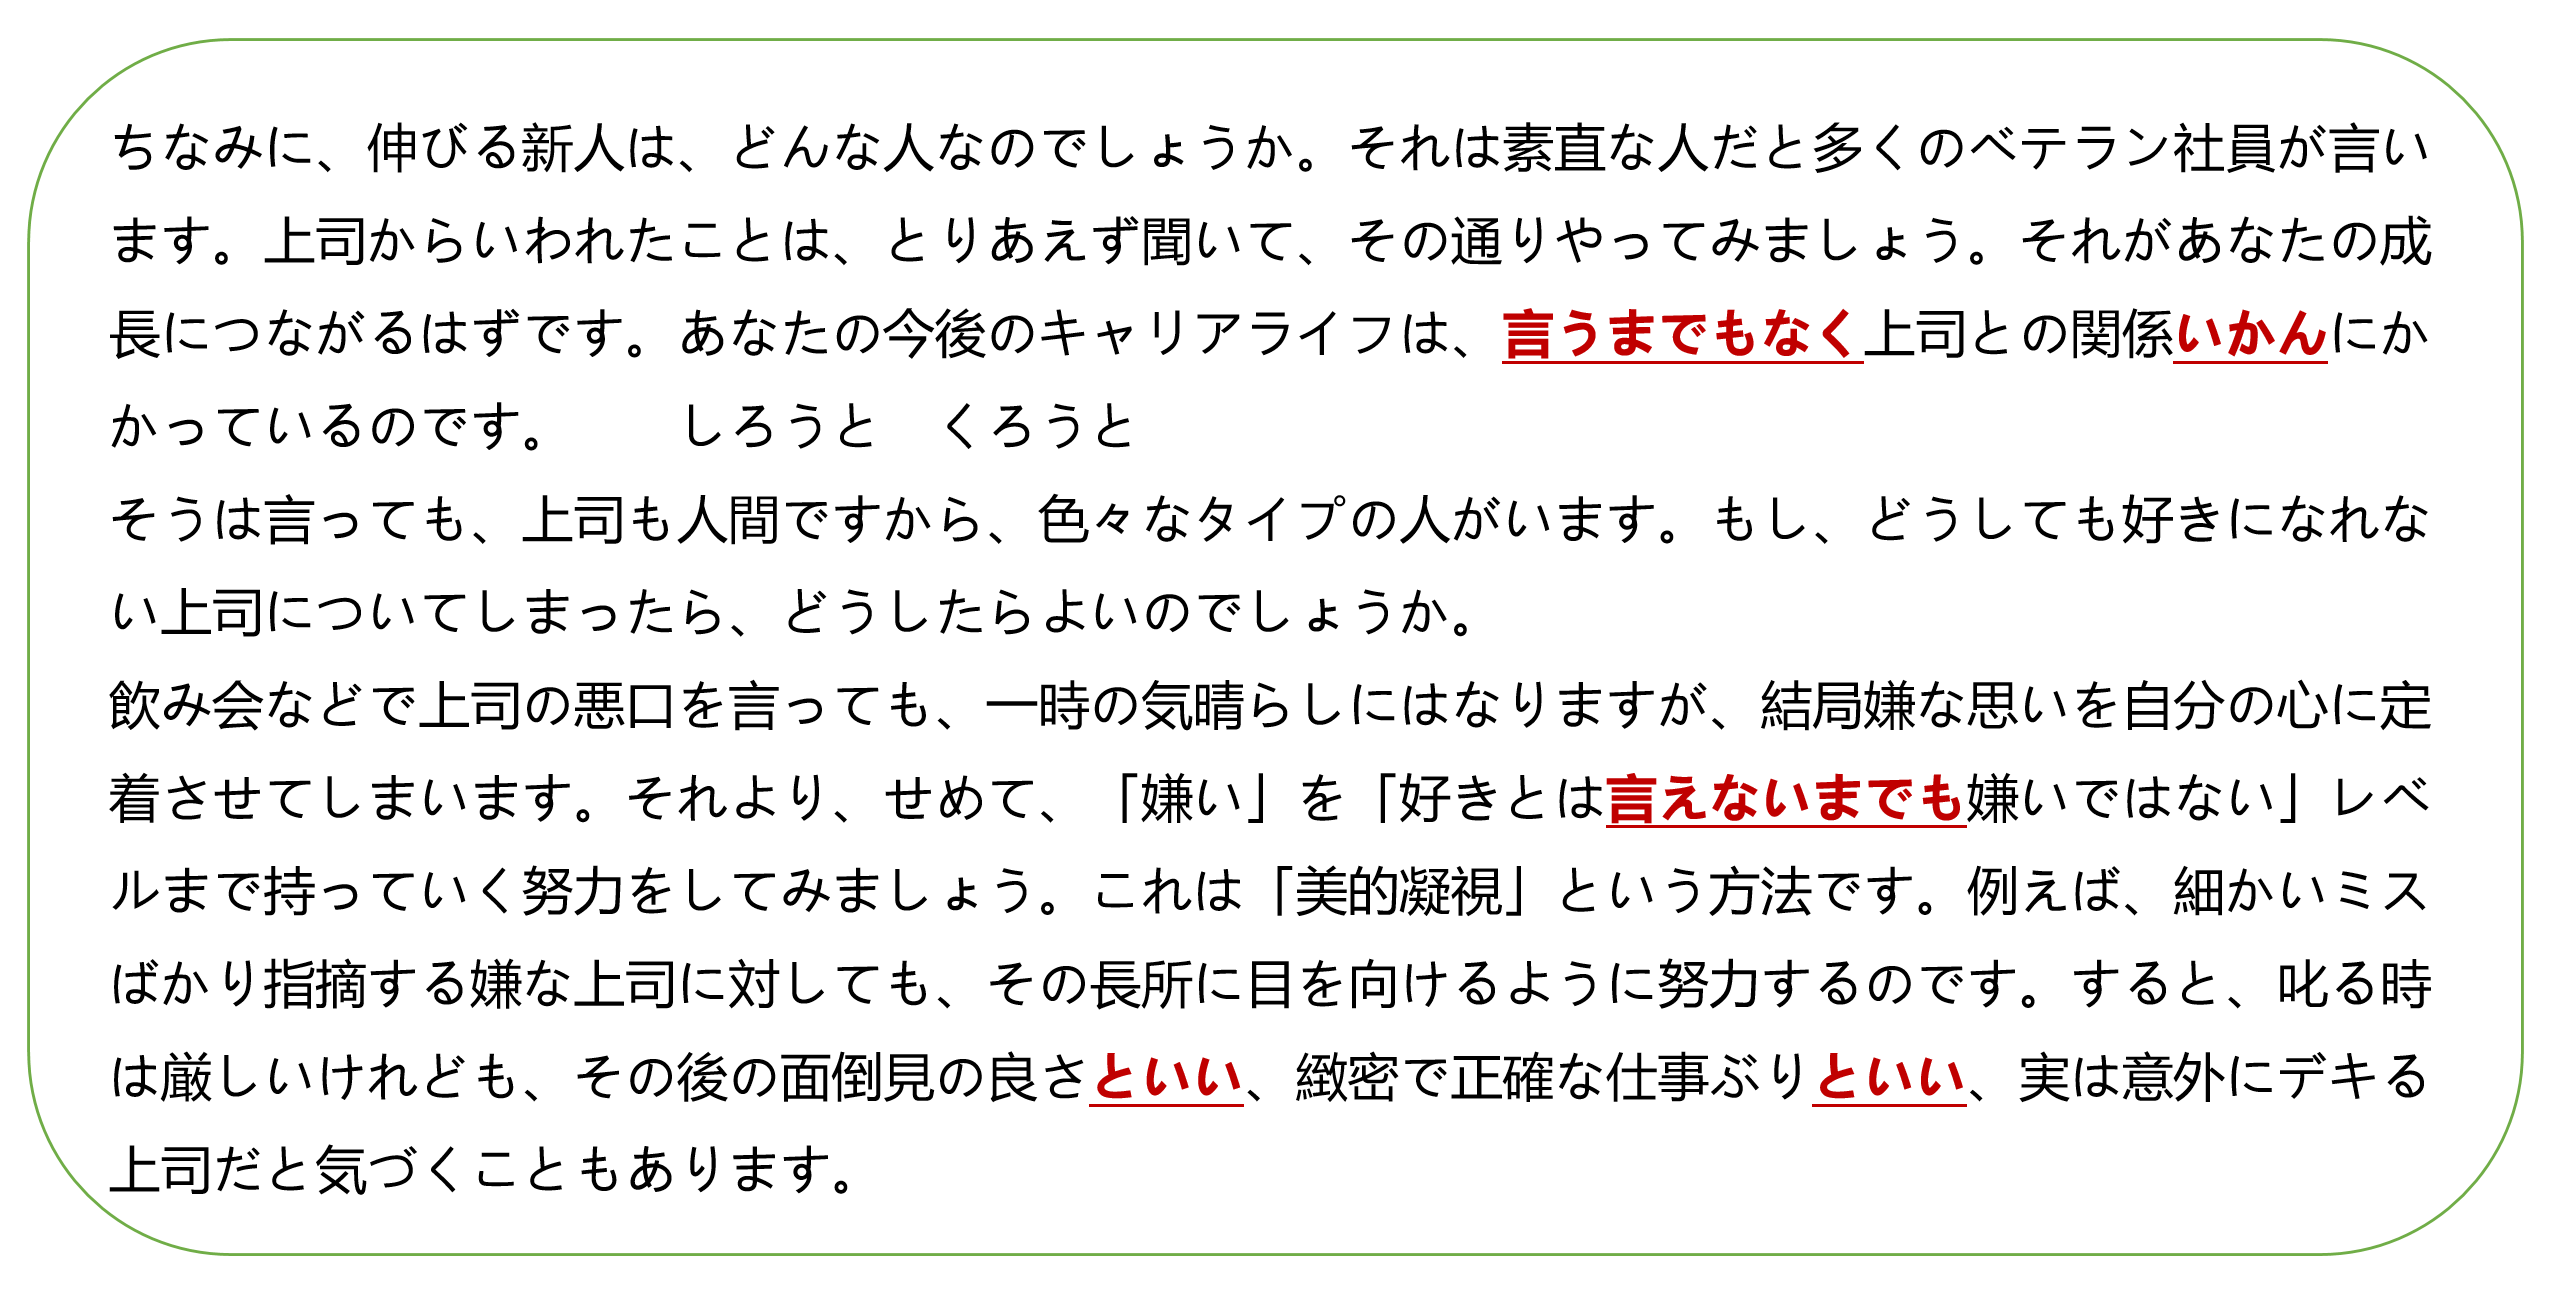 ちなみに、伸びる新人は、どんな人なのでしょうか。それは素直な人だと多くのベテラン社員が言い
ます。上司からいわれたことは、とりあえず聞いて、その通りやってみましょう。それがあなたの成
長につながるはずです。あなたの今後のキャリアライフは、言うまでもなく上司との関係いかんにか
かっているのです。　　しろうと　くろうと
そうは言っても、上司も人間ですから、色々なタイプの人がいます。もし、どうしても好きになれな
い上司についてしまったら、どうしたらよいのでしょうか。
飲み会などで上司の悪口を言っても、一時の気晴らしにはなりますが、結局嫌な思いを自分の心に定
着させてしまいます。それより、せめて、「嫌い」を「好きとは言えないまでも嫌いではない」レベ
ルまで持っていく努力をしてみましょう。これは「美的凝視」という方法です。例えば、細かいミス
ばかり指摘する嫌な上司に対しても、その長所に目を向けるように努力するのです。すると、叱る時
は厳しいけれども、その後の面倒見の良さといい、緻密で正確な仕事ぶりといい、実は意外にデキる
上司だと気づくこともあります。